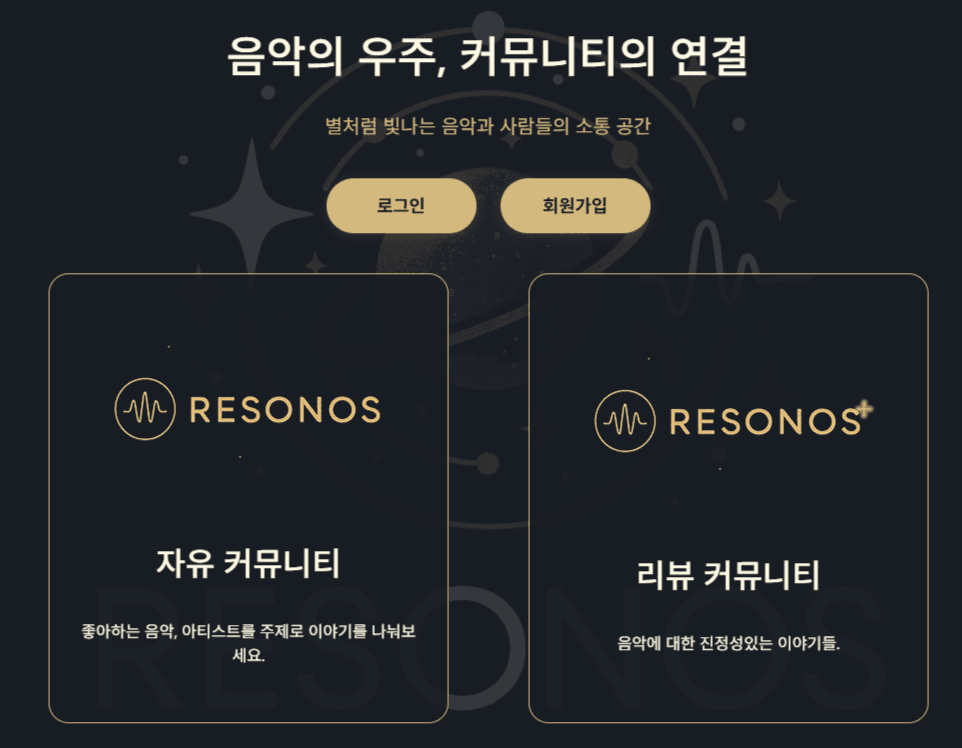 음악의 우주, 커뮤니티의 연결
별처럼 빛나는 음악과 사람들의 소통 공간
로그인
회원가입
RESONOS
자유 커뮤니티
좋아하는 음악, 아티스트를 주제로 이야기를 나눠보
세요.
RESONOS+
리뷰 커뮤니티
음악에 대한 진정성있는 이야기들.
RESONOS